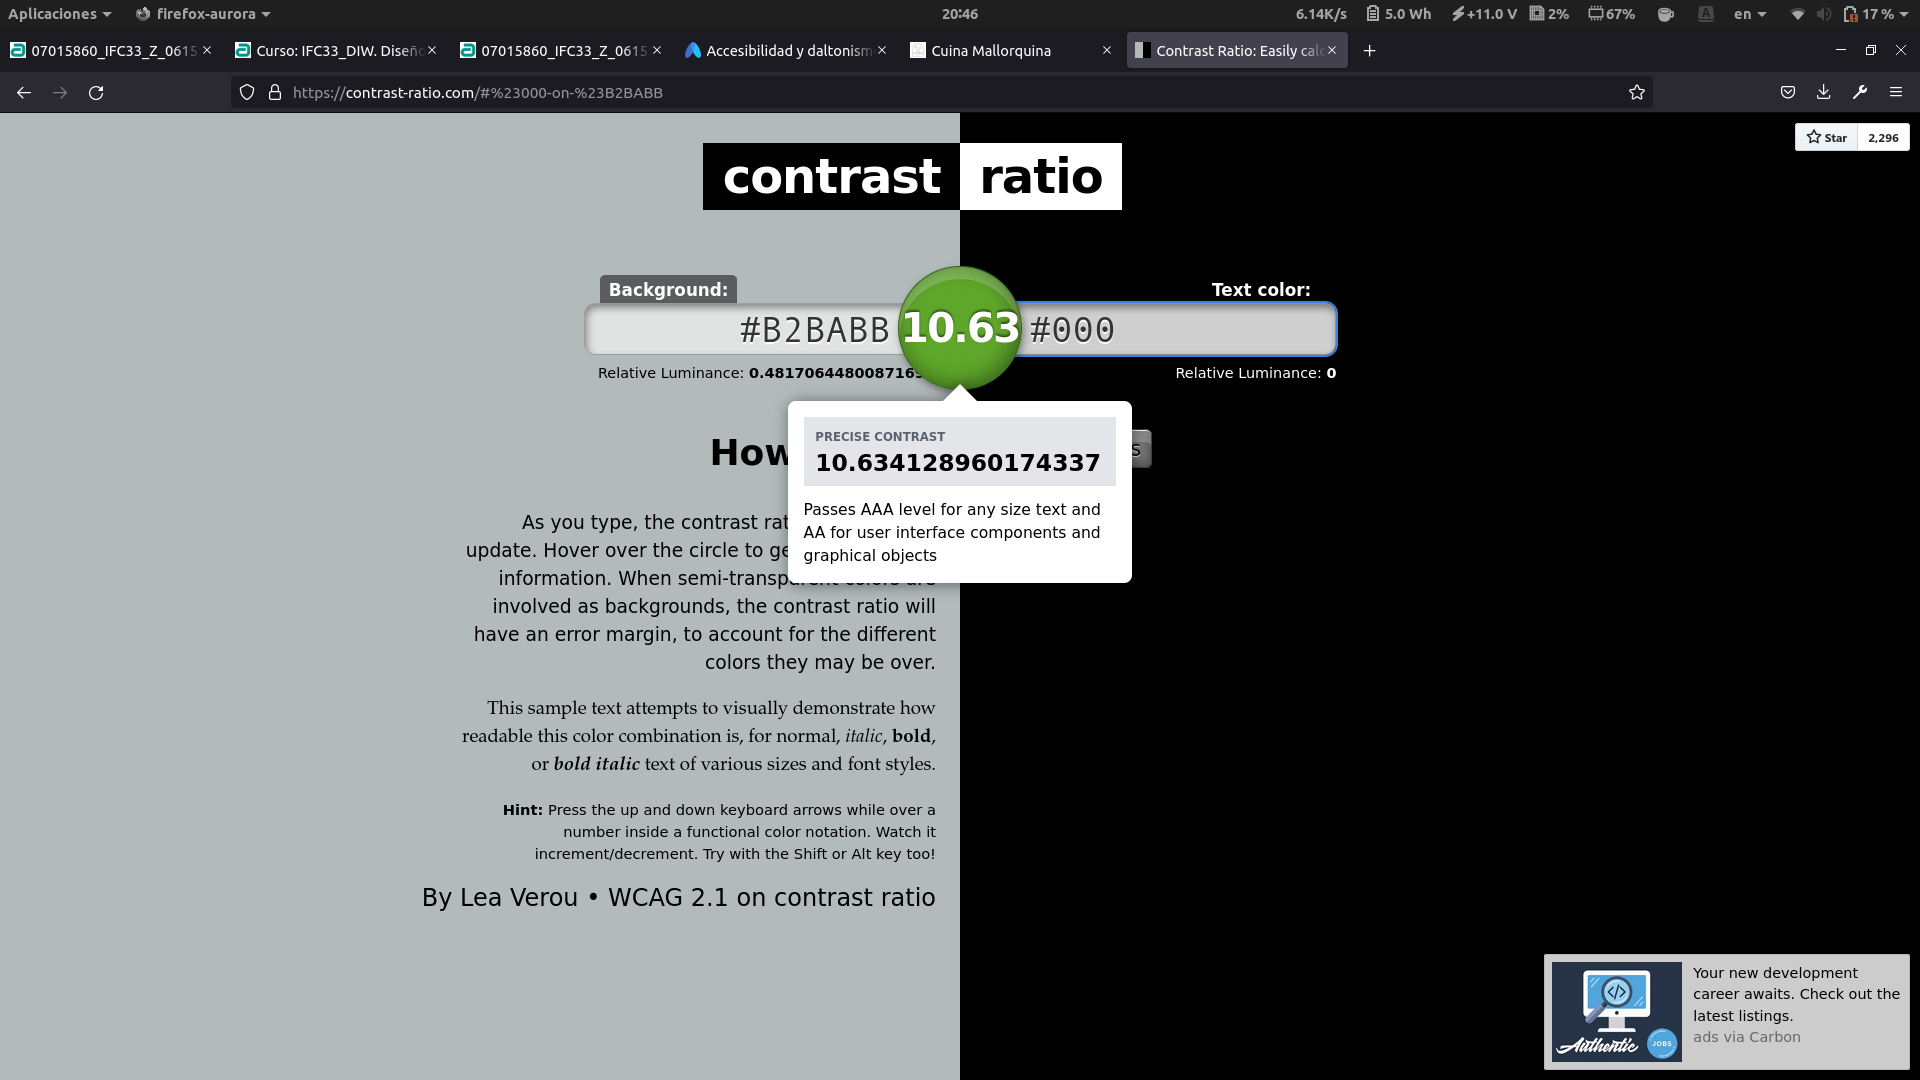 Aplicaciones
firefox-aurora
20:46
6.14K/s
5.0 Wh
+11.0 V
2%
67%
A
en
17 %
07015860_IFC33_Z_0615
Curso: IFC33_DIW. Diseño
07015860_IFC33_Z_0615
Accesibilidad y daltonism
Cuina Mallorquina
Contrast Ratio: Easily calc
https://contrast-ratio.com/#%23000-on-%23B2BABB
Star
2,296
contrast ratio
Background:
Text color:
#B2BABB
10.63
#000
Relative Luminance: 0.481706448008716
Relative Luminance: 0
PRECISE CONTRAST
10.634128960174337
Passes AAA level for any size text and
AA for user interface components and
graphical objects
How
s
As you type, the contrast rat
update. Hover over the circle to ge
information. When semi-transparent colors are
involved as backgrounds, the contrast ratio will
have an error margin, to account for the different
colors they may be over.
This sample text attempts to visually demonstrate how
readable this color combination is, for normal, italic, bold,
or bold italic text of various sizes and font styles.
Hint: Press the up and down keyboard arrows while over a
number inside a functional color notation. Watch it
increment/decrement. Try with the Shift or Alt key too!
By Lea Verou • WCAG 2.1 on contrast ratio
</> 
Authentic
JOBS
Your new development
career awaits. Check out the
latest listings.
ads via Carbon